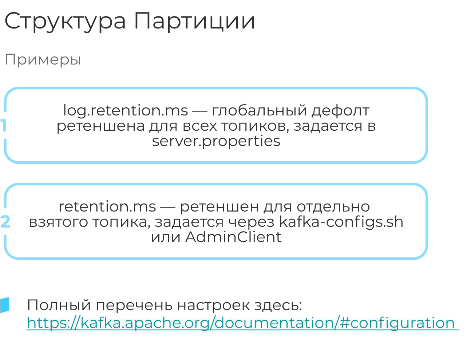 Структура Партиции
Примеры
1
log.retention.ms — глобальный дефолт
ретеншена для всех топиков, задается в
server.properties
2
retention.ms — ретеншен для отдельно
взятого топика, задается через kafka-configs.sh
или AdminClient
Полный перечень настроек здесь:
https://kafka.apache.org/documentation/#configuration